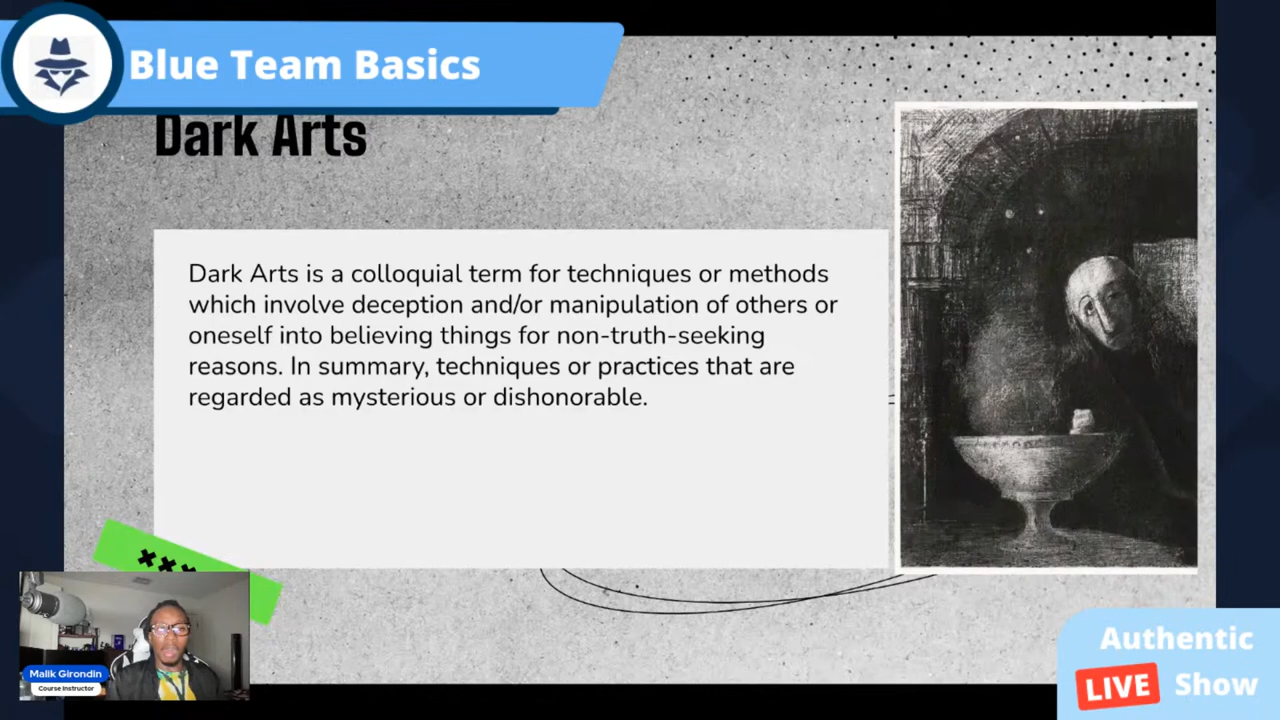 Blue Team Basics
Dark Arts
Dark Arts is a colloquial term for techniques or methods
which involve deception and/or manipulation of others or
oneself into believing things for non-truth-seeking
reasons. In summary, techniques or practices that are
regarded as mysterious or dishonorable.
Malik Girondin
Course Instructor
Authentic
LIVE Show